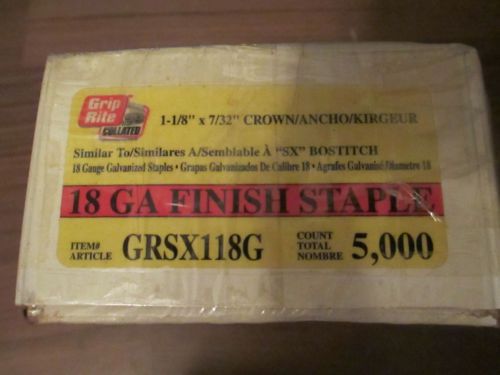 Grip
Rite
COLLATED
1-1/8" x 7/32" CROWN/ANCHO/KIRGEUR
Similar To/Similares A/Semblable À "SX" BOSTITCH
18 Gauge Galvanized Staples • Grapas Galvanizados De Calibre 18 • Agrafes Galvanisé Diametre 18
18 GA FINISH STAPLE
ITEM#
ARTICLE
GRSX118G
COUNT
TOTAL
NOMBRE
5,000